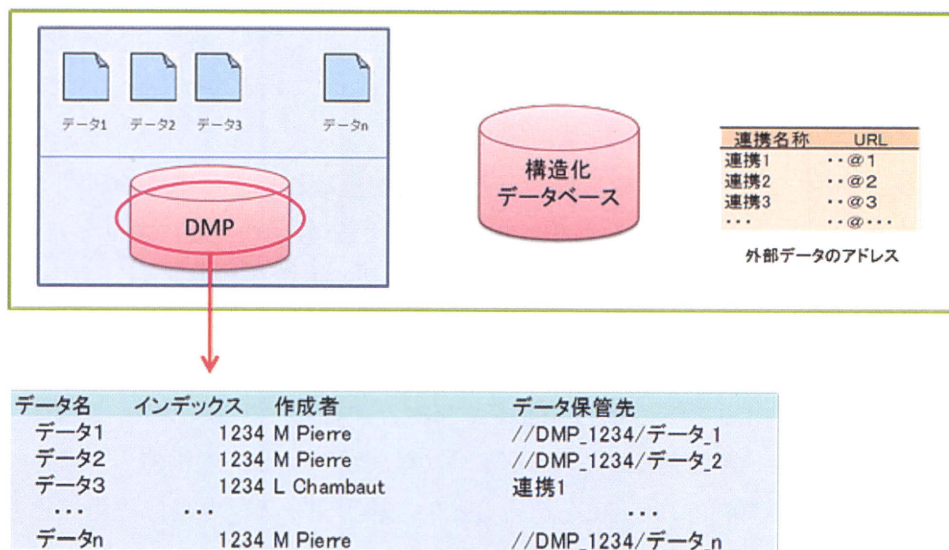 データ1 データ2 データ3 データn
DMP
構造化
データベース
連携名称 URL
連携1 ‥@1
連携2 ‥@2
連携3 ‥@3
‥・ ‥@‥・
外部データのアドレス
データ名 インデックス 作成者 データ保管先
データ1 1234 M Pierre //DMP_1234/データ_1
データ2 1234 M Pierre //DMP_1234/データ_2
データ3 1234 L Chambaut 連携1
・・・ ・・・ ・・・
データn 1234 M Pierre //DMP_1234/データ_n